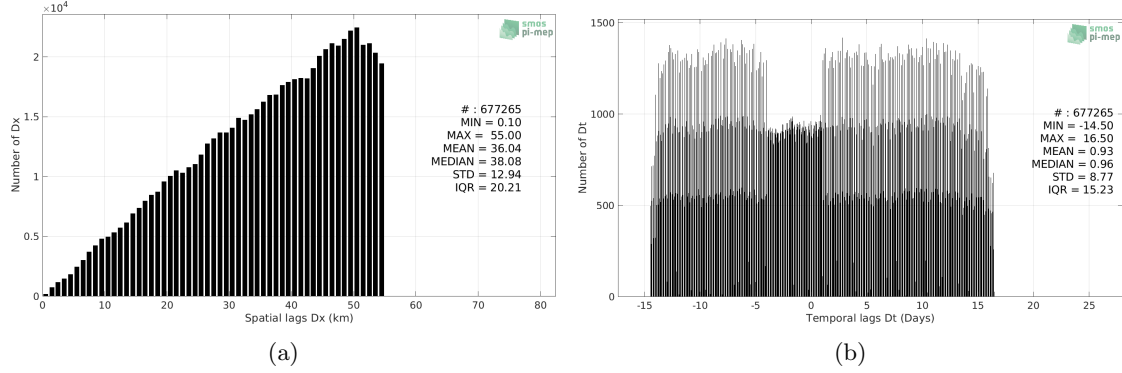 ×10⁴
2
1.5
1
0.5
0
Number of Dx
smos
pi-mep
# : 677265
MIN = 0.10
MAX = 55.00
MEAN = 36.04
MEDIAN = 38.08
STD = 12.94
IQR = 20.21
0 10 20 30 40 50 60 70 80
Spatial lags Dx (km)
(a)
1500
1000
500
0
Number of Dt
smos
pi-mep
# : 677265
MIN = -14.50
MAX = 16.50
MEAN = 0.93
MEDIAN = 0.96
STD = 8.77
IQR = 15.23
-15 -10 -5 0 5 10 15 20 25
Temporal lags Dt (Days)
(b)